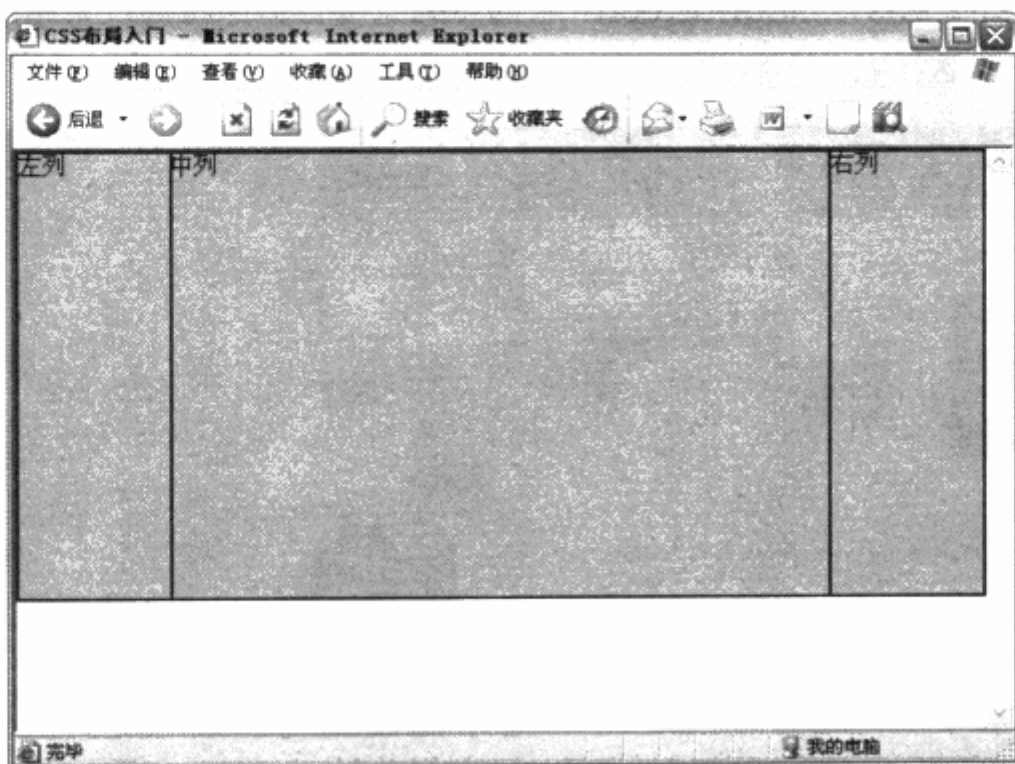 CSS布局入门 - Microsoft Internet Explorer
文件(F) 编辑(E) 查看(V) 收藏(A) 工具(T) 帮助(H)
后退 搜索 收藏夹
左列 中列 右列
完毕 我的电脑